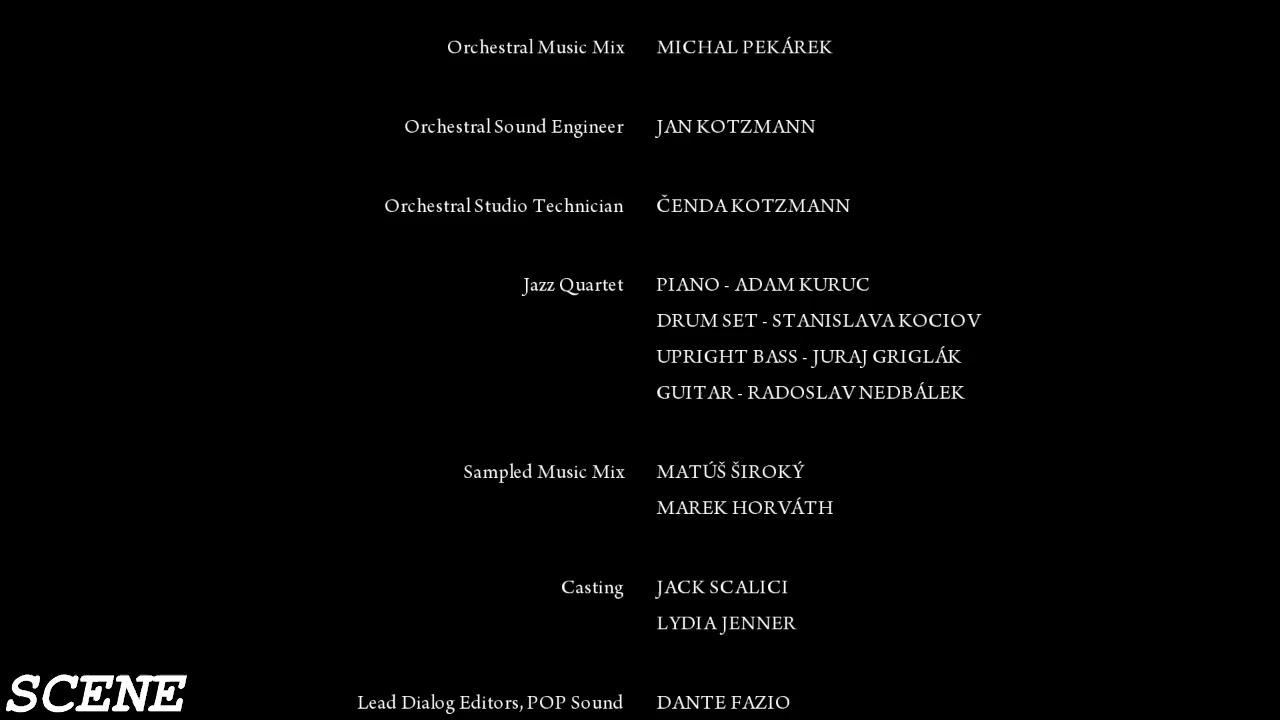 Orchestral Music Mix MICHAL PEKÁREK
Orchestral Sound Engineer JAN KOTZMANN
Orchestral Studio Technician ČENDA KOTZMANN
Jazz Quartet PIANO - ADAM KURUC
DRUM SET - STANISLAVA KOCIOV
UPRIGHT BASS - JURAJ GRIGLÁK
GUITAR - RADOSLAV NEDBÁLEK
Sampled Music Mix MATÚŠ ŠIROKÝ
MAREK HORVÁTH
Casting JACK SCALICI
LYDIA JENNER
Lead Dialog Editors, POP Sound DANTE FAZIO
SCENE